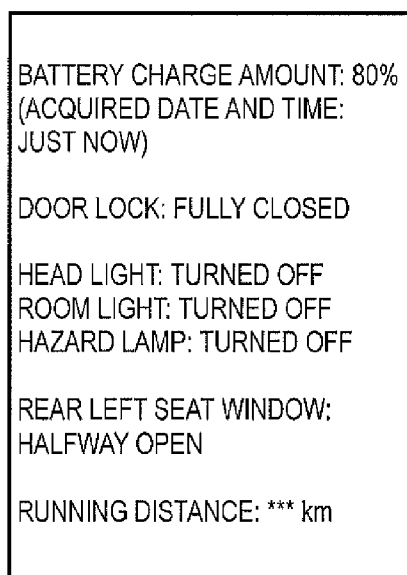 BATTERY CHARGE AMOUNT: 80%
(ACQUIRED DATE AND TIME:
JUST NOW)
DOOR LOCK: FULLY CLOSED
HEAD LIGHT: TURNED OFF
ROOM LIGHT: TURNED OFF
HAZARD LAMP: TURNED OFF
REAR LEFT SEAT WINDOW:
HALFWAY OPEN
RUNNING DISTANCE: *** km